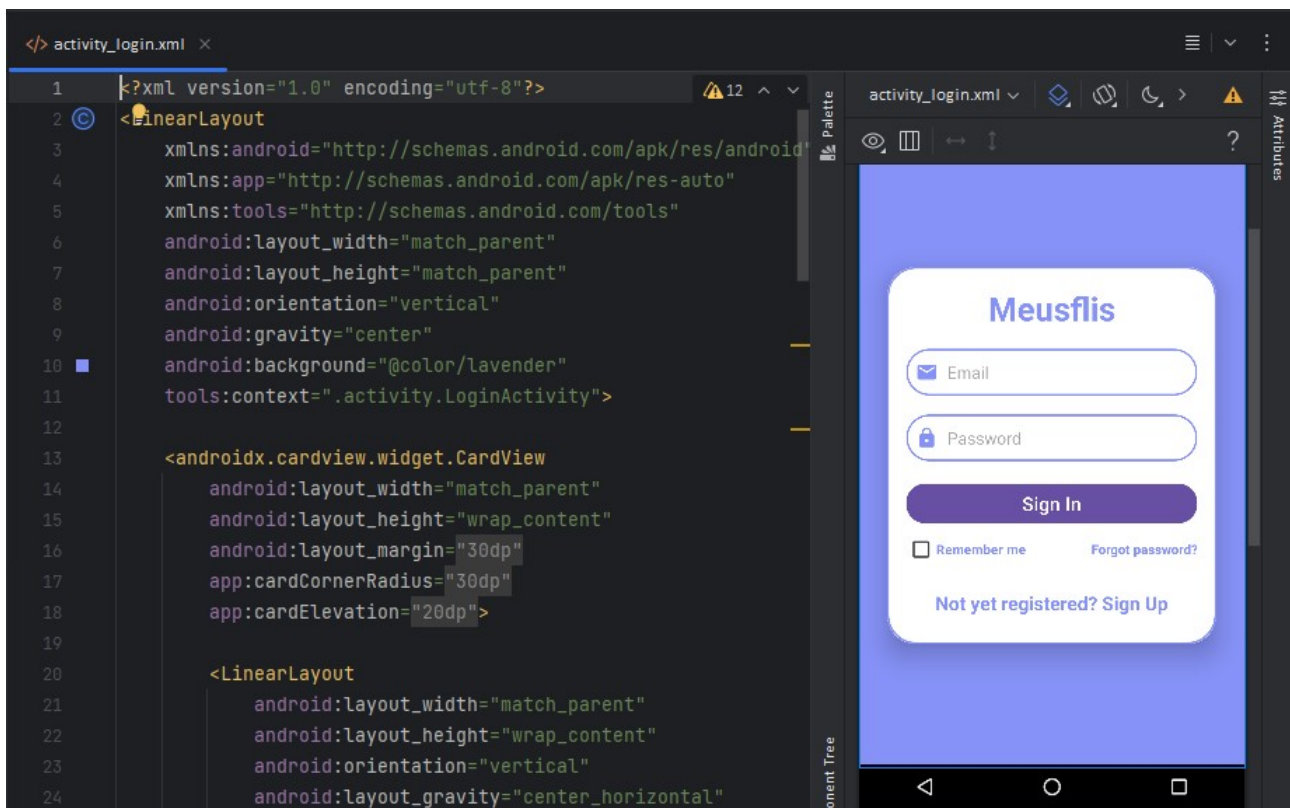 </> activity_login.xml ×
1 <?xml version="1.0" encoding="utf-8"?> 12
2 <LinearLayout
3 xmlns:android="http://schemas.android.com/apk/res/android"
4 xmlns:app="http://schemas.android.com/apk/res-auto"
5 xmlns:tools="http://schemas.android.com/tools"
6 android:layout_width="match_parent"
7 android:layout_height="match_parent"
8 android:orientation="vertical"
9 android:gravity="center"
10 android:background="@color/lavender"
11 tools:context=".activity.LoginActivity">
12
13 <androidx.cardview.widget.CardView
14 android:layout_width="match_parent"
15 android:layout_height="wrap_content"
16 android:layout_margin="30dp"
17 app:cardCornerRadius="30dp"
18 app:cardElevation="20dp">
19
20 <LinearLayout
21 android:layout_width="match_parent"
22 android:layout_height="wrap_content"
23 android:orientation="vertical"
24 android:layout_gravity="center_horizontal"
Palette
onent Tree
activity_login.xml
?
Attributes
Meusflis
Email
Password
Sign In
Remember me Forgot password?
Not yet registered? Sign Up